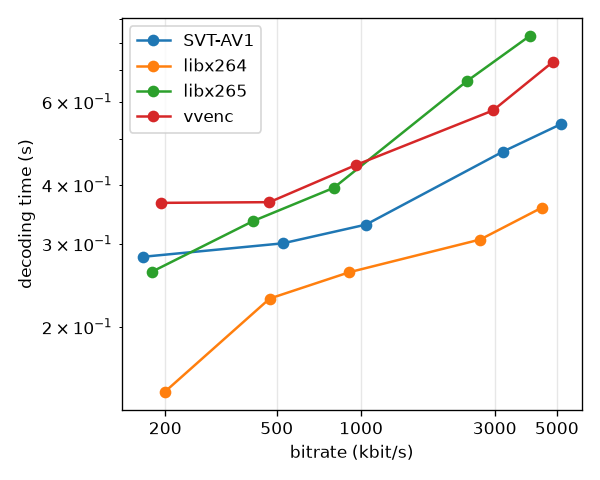 SVT-AV1
libx264
libx265
vvenc
6 × 10⁻¹
4 × 10⁻¹
3 × 10⁻¹
2 × 10⁻¹
decoding time (s)
200 500 1000 3000 5000
bitrate (kbit/s)